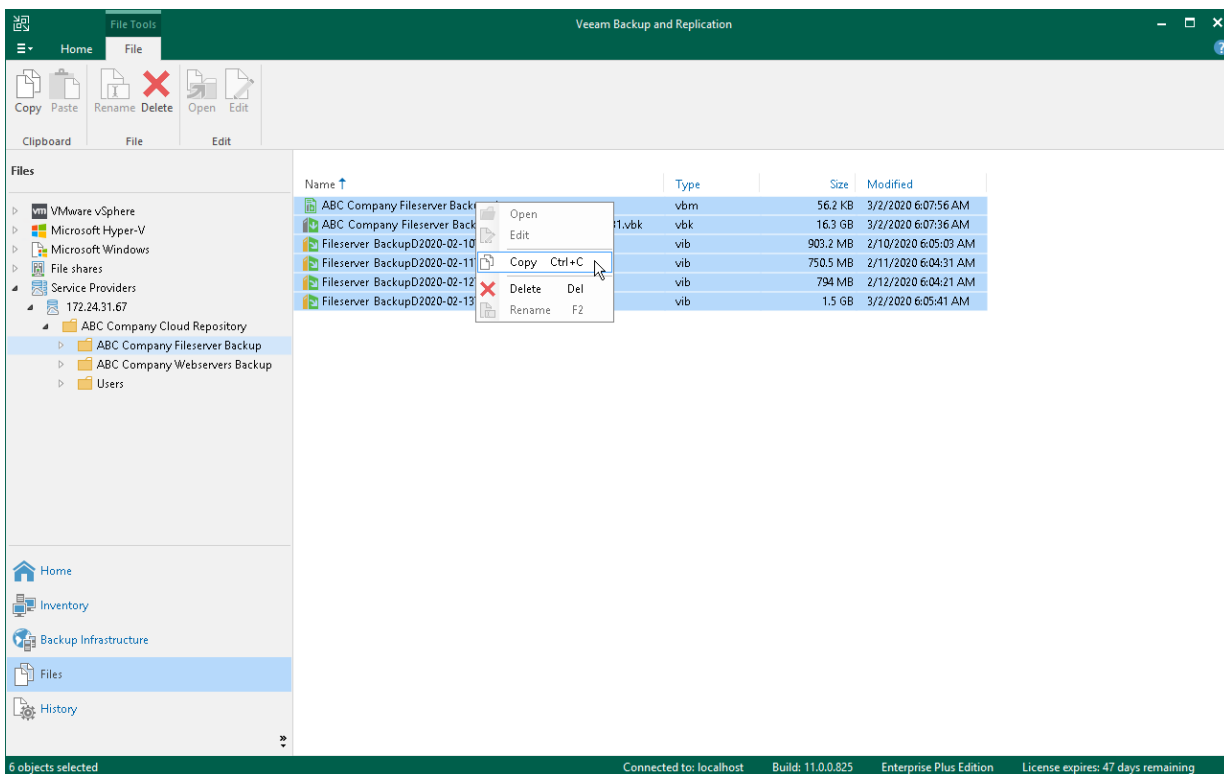 File Tools
Veeam Backup and Replication
Home File
Copy Paste Rename Delete Open Edit
Clipboard File Edit
Files
VMware vSphere
Microsoft Hyper-V
Microsoft Windows
File shares
Service Providers
172.24.31.67
ABC Company Cloud Repository
ABC Company Fileserver Backup
ABC Company Webservers Backup
Users
Name Type Size Modified
ABC Company Fileserver vbm 56.2 KB 3/2/2020 6:07:56 AM
ABC Company Fileserver 31.vbk vbk 16.3 GB 3/2/2020 6:07:36 AM
Fileserver BackupD2020-02-10 vib 903.2 MB 2/10/2020 6:05:03 AM
Fileserver BackupD2020-02-11 vib 750.5 MB 2/11/2020 6:04:31 AM
Fileserver BackupD2020-02-12 vib 794 MB 2/12/2020 6:04:21 AM
Fileserver BackupD2020-02-13 vib 1.5 GB 3/2/2020 6:05:41 AM
Open
Edit
Copy Ctrl+C
Delete Del
Rename F2
Home
Inventory
Backup Infrastructure
Files
History
6 objects selected
Connected to: localhost Build: 11.0.0.825 Enterprise Plus Edition License expires: 47 days remaining